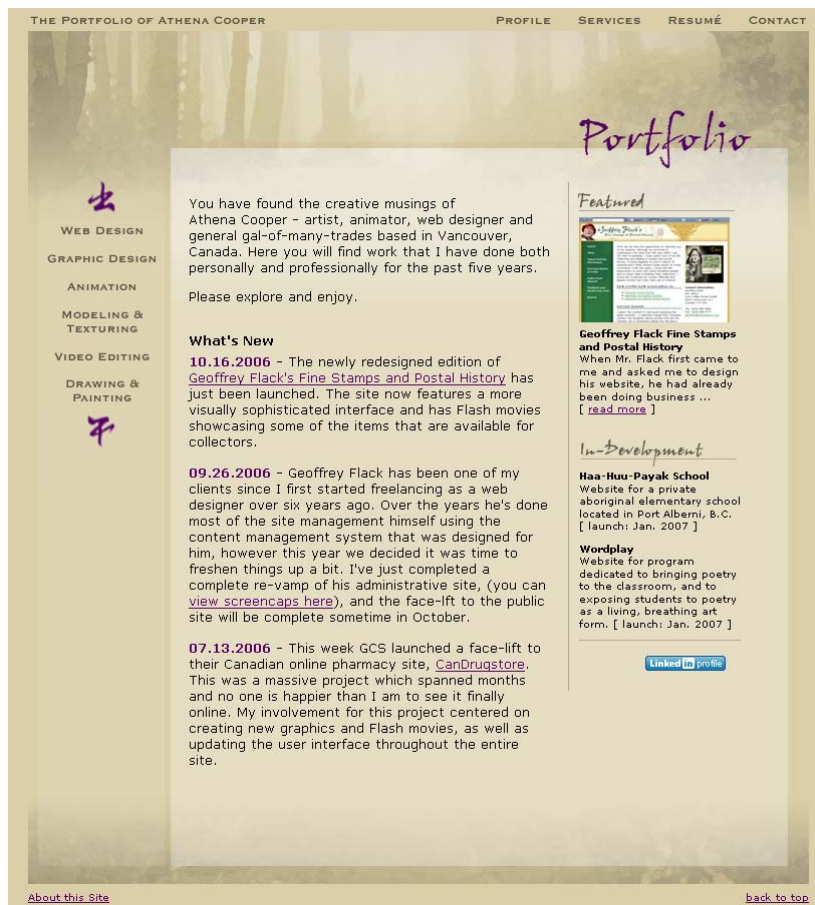 The Portfolio of Athena Cooper
Profile Services Resumé Contact
Portfolio
Web Design
Graphic Design
Animation
Modeling &
Texturing
Video Editing
Drawing &
Painting
You have found the creative musings of
Athena Cooper - artist, animator, web designer and
general gal-of-many-trades based in Vancouver,
Canada. Here you will find work that I have done both
personally and professionally for the past five years.
Please explore and enjoy.
What's New
10.16.2006 - The newly redesigned edition of
Geoffrey Flack's Fine Stamps and Postal History has
just been launched. The site now features a more
visually sophisticated interface and has Flash movies
showcasing some of the items that are available for
collectors.
09.26.2006 - Geoffrey Flack has been one of my
clients since I first started freelancing as a web
designer over six years ago. Over the years he's done
most of the site management himself using the
content management system that was designed for
him, however this year we decided it was time to
freshen things up a bit. I've just completed a
complete re-vamp of his administrative site, (you can
view screencaps here), and the face-lft to the public
site will be complete sometime in October.
07.13.2006 - This week GCS launched a face-lift to
their Canadian online pharmacy site, CanDrugstore.
This was a massive project which spanned months
and no one is happier than I am to see it finally
online. My involvement for this project centered on
creating new graphics and Flash movies, as well as
updating the user interface throughout the entire
site.
Featured
Geoffrey Flack Fine Stamps
and Postal History
When Mr. Flack first came to
me and asked me to design
his website, he had already
been doing business ...
[ read more ]
In-Development
Haa-Huu-Payak School
Website for a private
aboriginal elementary school
located in Port Alberni, B.C.
[ launch: Jan. 2007 ]
Wordplay
Website for program
dedicated to bringing poetry
to the classroom, and to
exposing students to poetry
as a living, breathing art
form. [ launch: Jan. 2007 ]
Linked in profile
About this Site
back to top